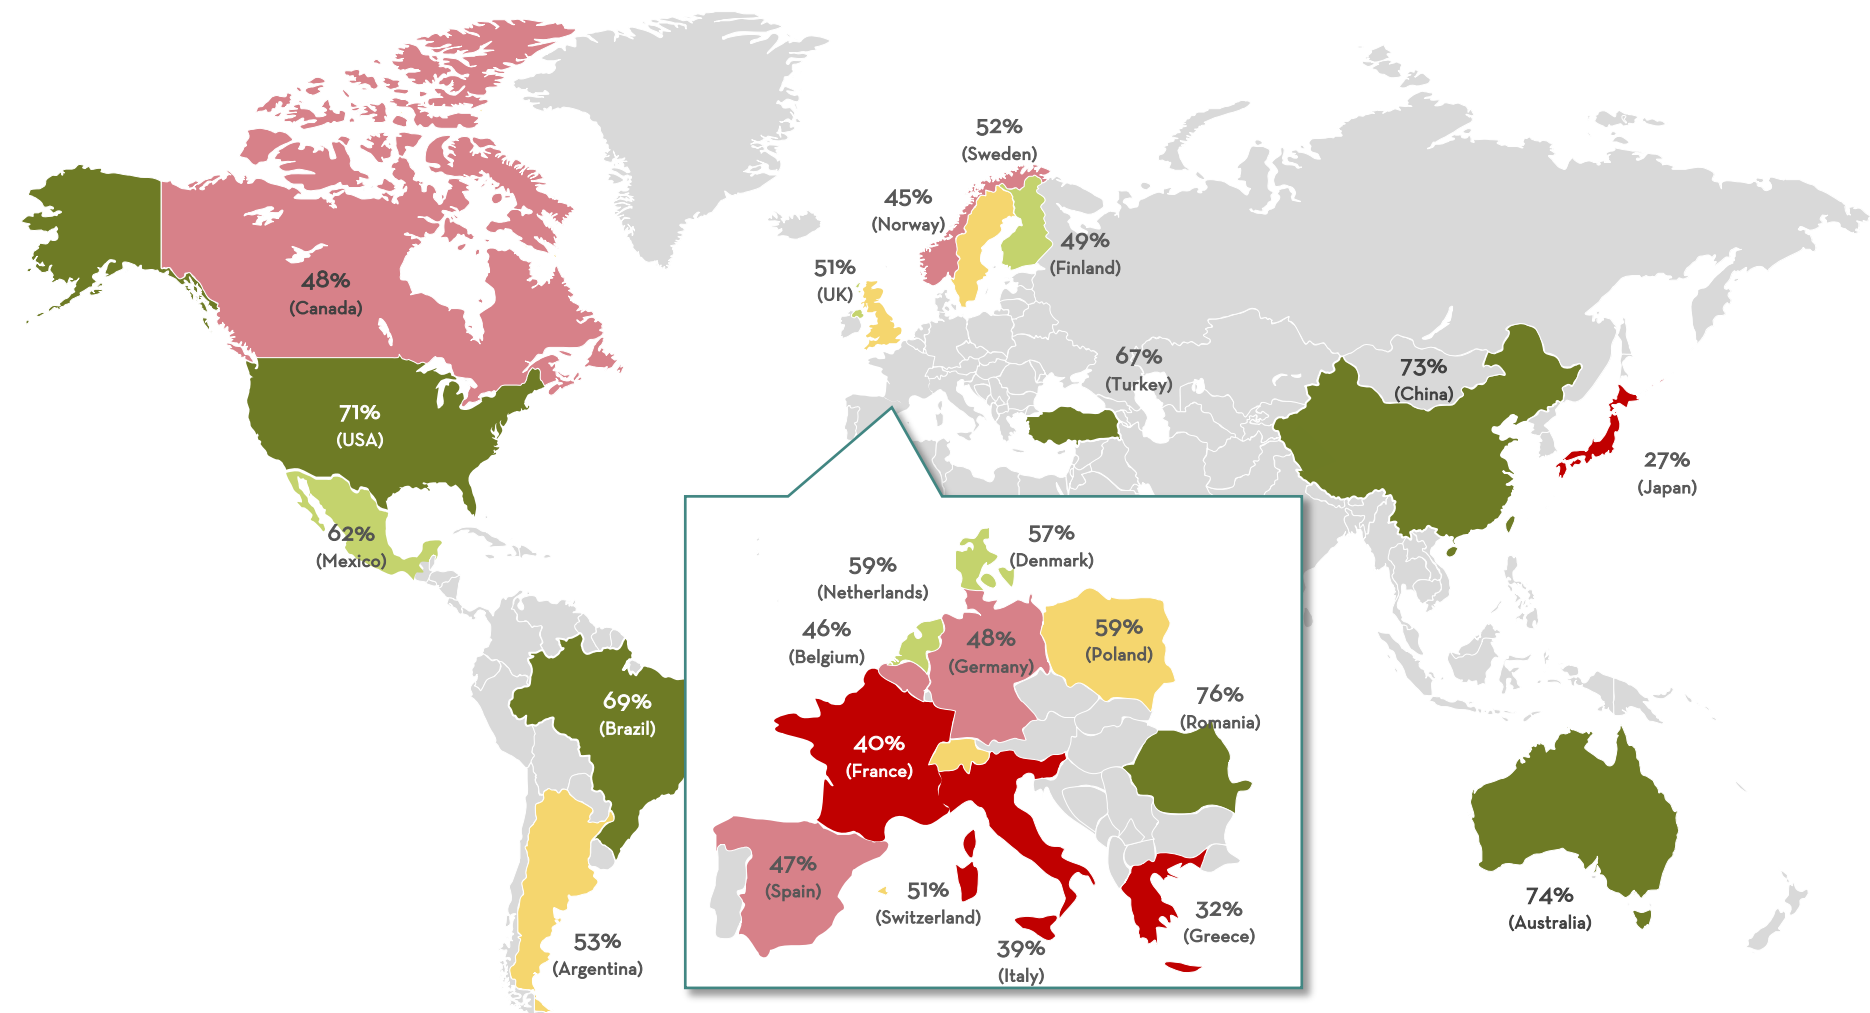 52%
(Sweden)
45%
(Norway)
49%
(Finland)
51%
(UK)
48%
(Canada)
67%
(Turkey)
73%
(China)
71%
(USA)
27%
(Japan)
62%
(Mexico)
57%
(Denmark)
59%
(Netherlands)
46%
(Belgium)
48%
(Germany)
59%
(Poland)
76%
(Romania)
69%
(Brazil)
40%
(France)
47%
(Spain)
51%
(Switzerland)
32%
(Greece)
39%
(Italy)
74%
(Australia)
53%
(Argentina)